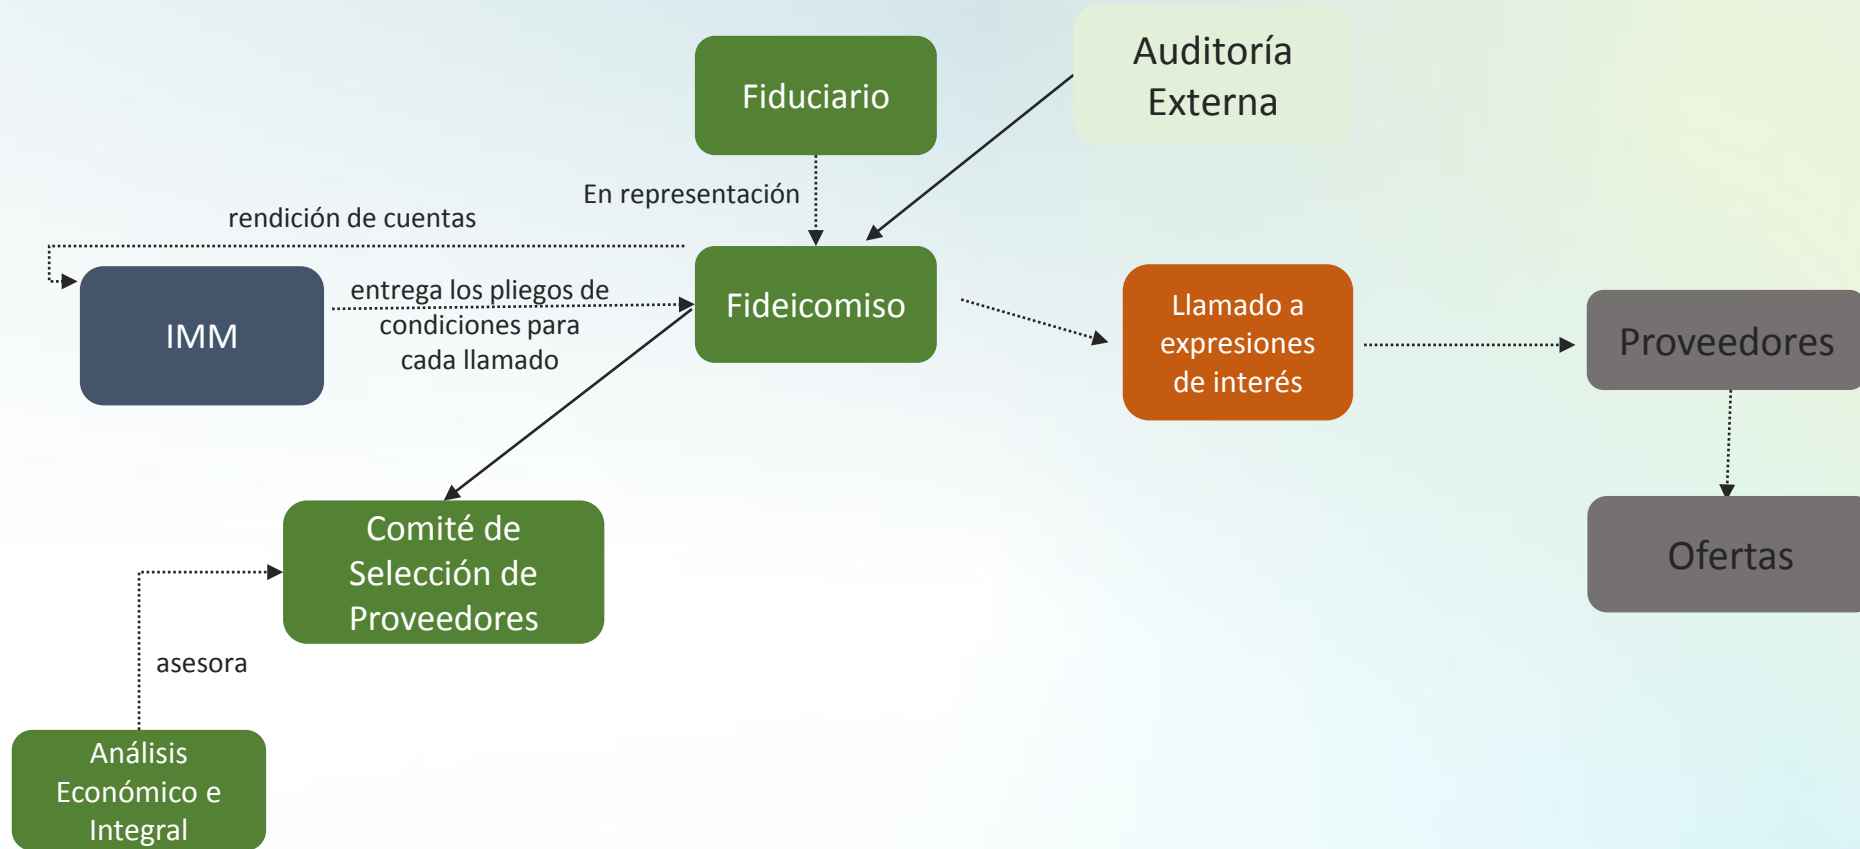 Fiduciario
Auditoría
Externa
En representación
rendición de cuentas
IMM
entrega los pliegos de
condiciones para
cada llamado
Fideicomiso
Llamado a
expresiones
de interés
Proveedores
Comité de
Selección de
Proveedores
Ofertas
asesora
Análisis
Económico e
Integral